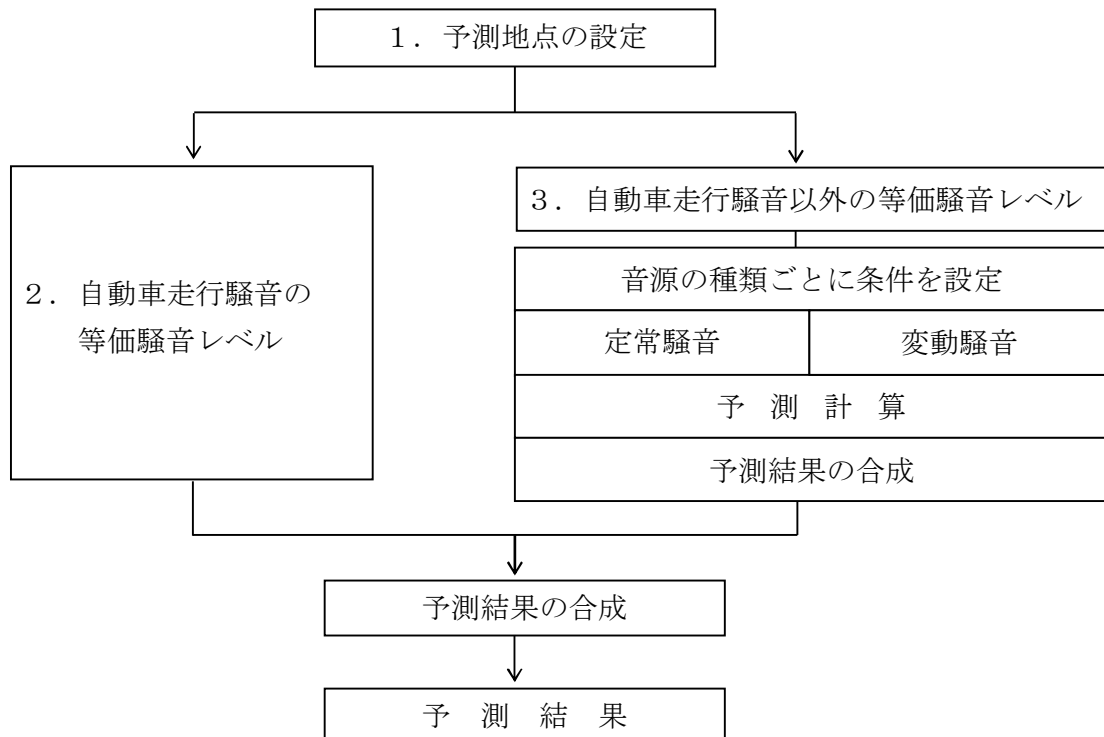 １．予測地点の設定
２．自動車走行騒音の
等価騒音レベル
３．自動車走行騒音以外の等価騒音レベル
音源の種類ごとに条件を設定
定常騒音
変動騒音
予 測 計 算
予測結果の合成
予測結果の合成
予 測 結 果